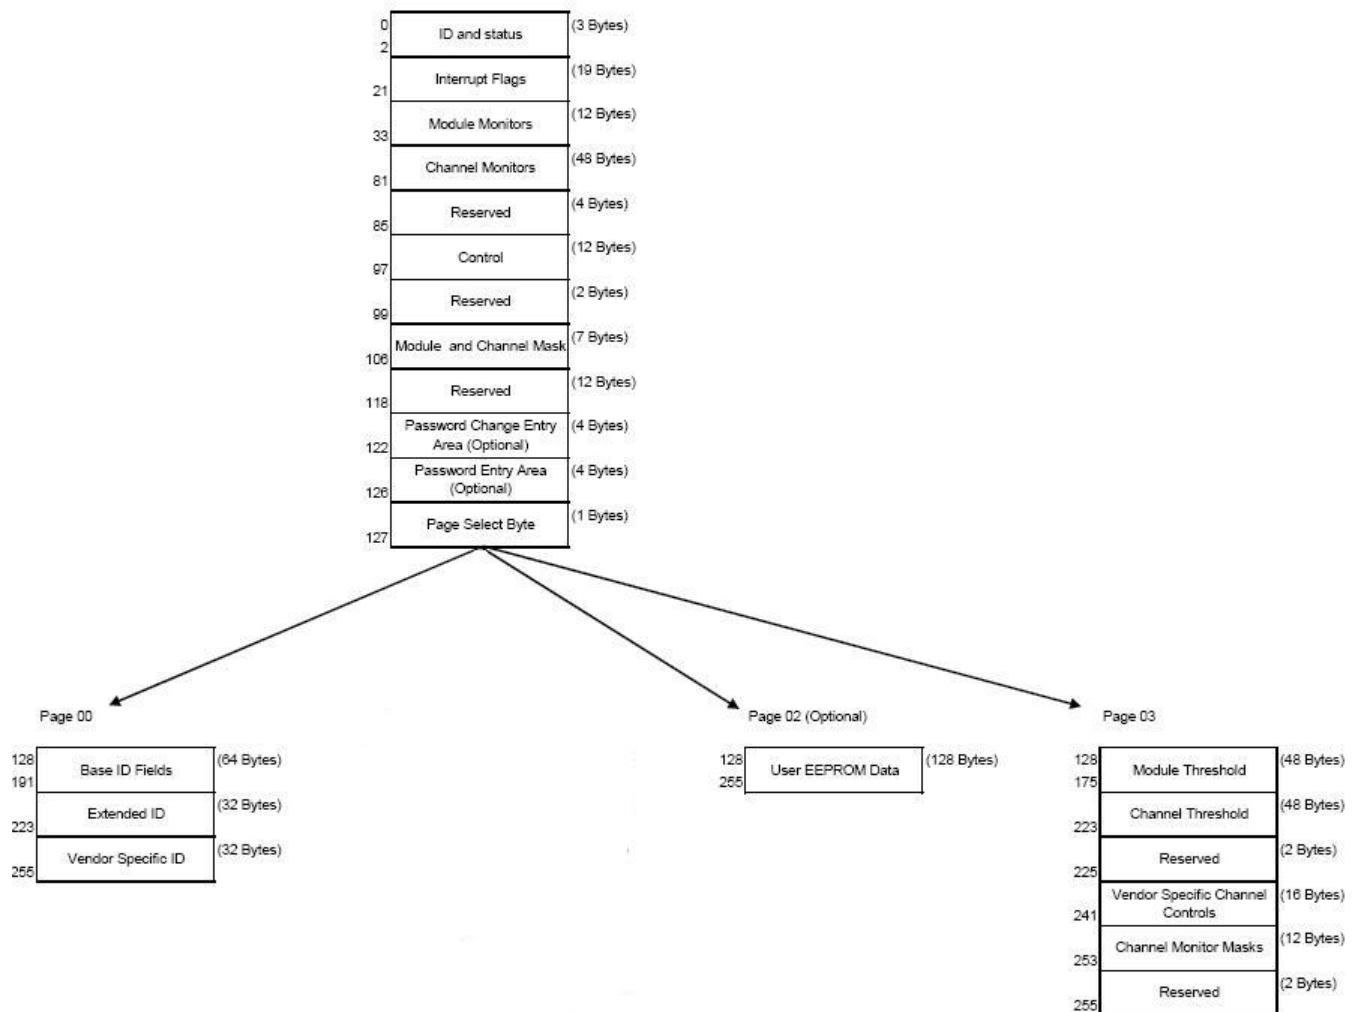 0
ID and status
(3 Bytes)
2
Interrupt Flags
(19 Bytes)
21
Module Monitors
(12 Bytes)
33
Channel Monitors
(48 Bytes)
81
Reserved
(4 Bytes)
85
Control
(12 Bytes)
97
Reserved
(2 Bytes)
99
Module and Channel Mask
(7 Bytes)
106
Reserved
(12 Bytes)
118
Password Change Entry
Area (Optional)
(4 Bytes)
122
Password Entry Area
(Optional)
(4 Bytes)
126
Page Select Byte
(1 Bytes)
127
Page 00
128
Base ID Fields
(64 Bytes)
191
Extended ID
(32 Bytes)
223
Vendor Specific ID
(32 Bytes)
255
Page 02 (Optional)
128
User EEPROM Data
(128 Bytes)
255
Page 03
128
Module Threshold
(48 Bytes)
175
Channel Threshold
(48 Bytes)
223
Reserved
(2 Bytes)
225
Vendor Specific Channel
Controls
(16 Bytes)
241
Channel Monitor Masks
(12 Bytes)
253
Reserved
(2 Bytes)
255